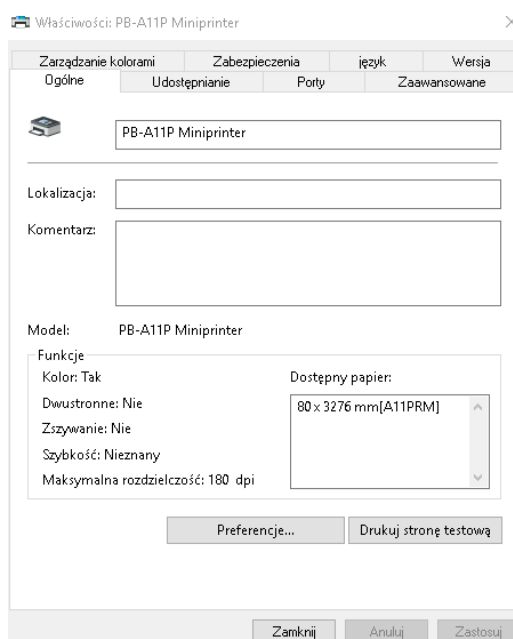 Właściwości: PB-A11P Miniprinter
Zarządzanie kolorami Zabezpieczenia język Wersja
Ogólne Udostępnianie Porty Zaawansowane
PB-A11P Miniprinter
Lokalizacja:
Komentarz:
Model: PB-A11P Miniprinter
Funkcje
Kolor: Tak Dostępny papier:
Dwustronne: Nie 80 x 3276 mm[A11PRM]
Zszywanie: Nie
Szybkość: Nieznany
Maksymalna rozdzielczość: 180 dpi
Preferencje... Drukuj stronę testową
Zamknij Anuluj Zastosuj